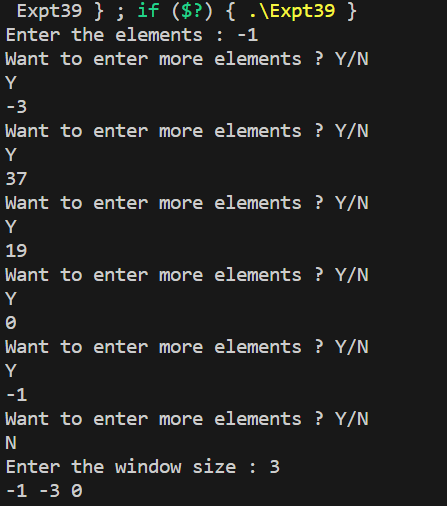 Expt39 } ; if ($?) { .\Expt39 }
Enter the elements : -1
Want to enter more elements ? Y/N
Y
-3
Want to enter more elements ? Y/N
Y
37
Want to enter more elements ? Y/N
Y
19
Want to enter more elements ? Y/N
Y
0
Want to enter more elements ? Y/N
Y
-1
Want to enter more elements ? Y/N
N
Enter the window size : 3
-1 -3 0